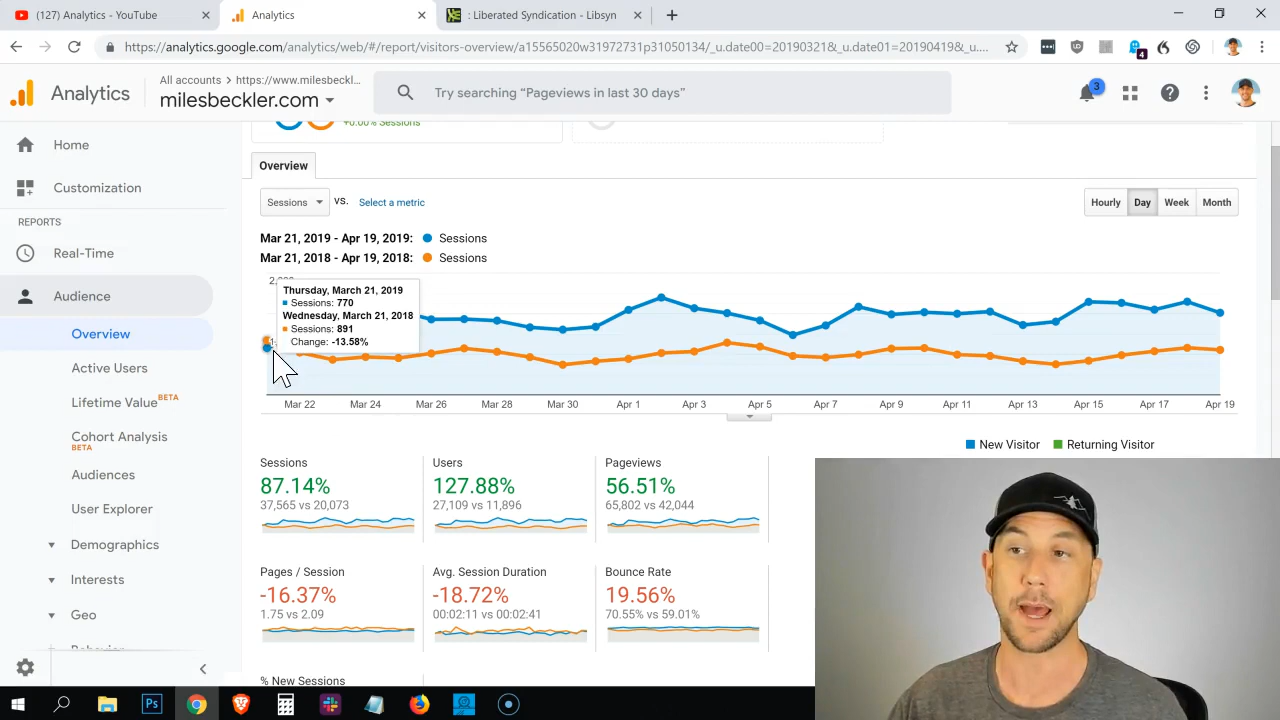 (127) Analytics - YouTube
Analytics
: Liberated Syndication - Libsyn
https://analytics.google.com/analytics/web/#/report/visitors-overview/a15565020w31972731p31050134/_u.date00=20190321&_u.date01=20190419&_u....
4
Analytics
All accounts > https://www.milesbeckl...
milesbeckler.com
Try searching “Pageviews in last 30 days”
3
+0.00% Sessions
Home
Customization
REPORTS
Real-Time
Audience
Overview
Active Users
Lifetime Value BETA
Cohort Analysis
BETA
Audiences
User Explorer
Demographics
Interests
Geo
Behavior
Overview
Sessions
vs.
Select a metric
Hourly
Day
Week
Month
Mar 21, 2019 - Apr 19, 2019:
Sessions
Mar 21, 2018 - Apr 19, 2018:
Sessions
Thursday, March 21, 2019
Sessions: 770
Wednesday, March 21, 2018
Sessions: 891
Change: -13.58%
Mar 22
Mar 24
Mar 26
Mar 28
Mar 30
Apr 1
Apr 3
Apr 5
Apr 7
Apr 9
Apr 11
Apr 13
Apr 15
Apr 17
Apr 19
New Visitor
Returning Visitor
Sessions
87.14%
37,565 vs 20,073
Users
127.88%
27,109 vs 11,896
Pageviews
56.51%
65,802 vs 42,044
Pages / Session
-16.37%
1.75 vs 2.09
Avg. Session Duration
-18.72%
00:02:11 vs 00:02:41
Bounce Rate
19.56%
70.55% vs 59.01%
% New Sessions
Ps